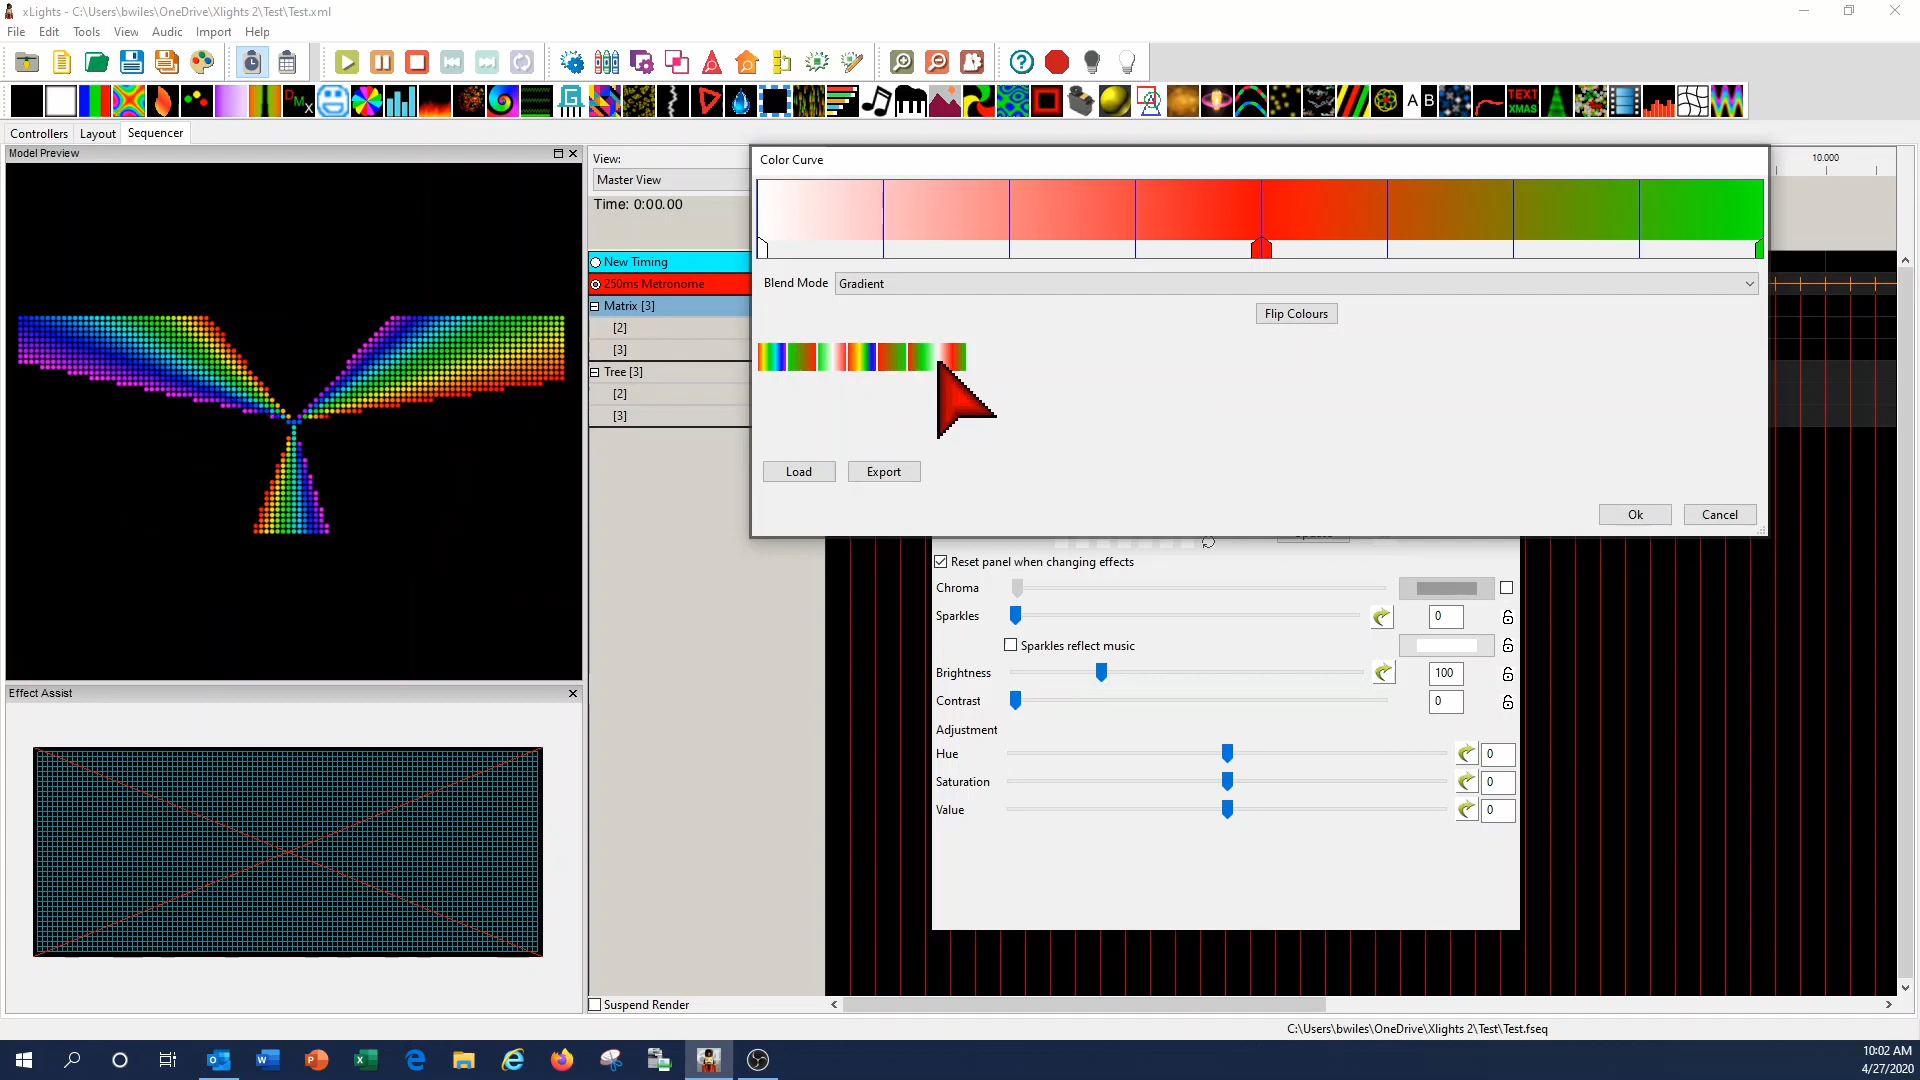 xLights - C:\Users\bwiles\OneDrive\Xlights 2\Test\Test.xml
File Edit Tools View Audio Import Help
DMX
A B
TEXT XMAS
Controllers Layout Sequencer
Model Preview
View:
Master View
Time: 0:00.00
New Timing
250ms Metronome
Matrix [3]
[2]
[3]
Tree [3]
[2]
[3]
Color Curve
10.000
Blend Mode Gradient
Flip Colours
Load Export
Ok Cancel
Reset panel when changing effects
Chroma
Sparkles 0
Sparkles reflect music
Brightness 100
Contrast 0
Adjustment
Hue 0
Saturation 0
Value 0
Effect Assist
Suspend Render
C:\Users\bwiles\OneDrive\Xlights 2\Test\Test.fseq
10:02 AM
4/27/2020